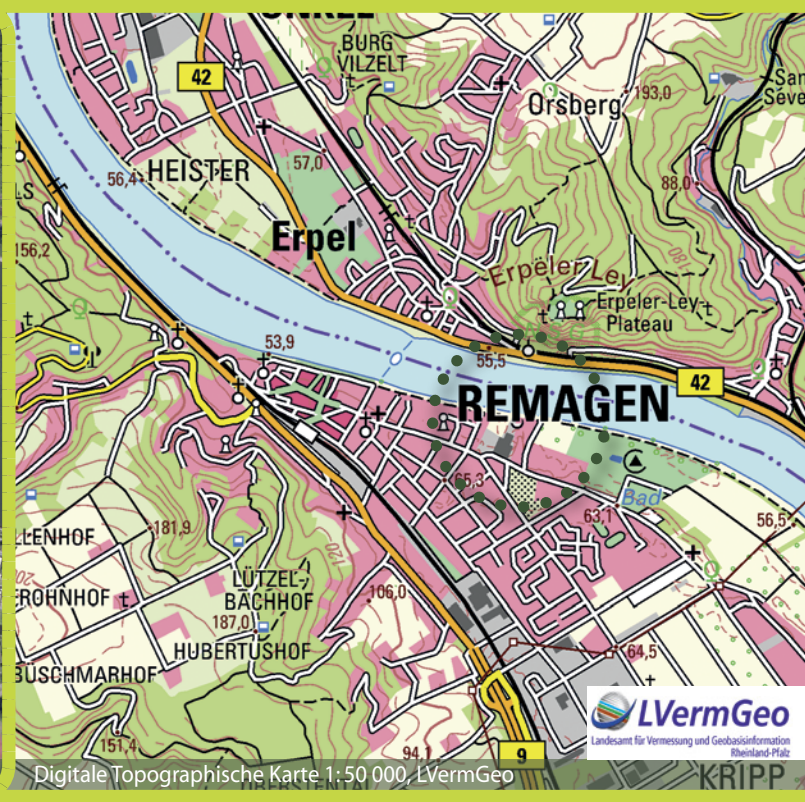 BURG
VILZELT
42
Orsberg
193,0
57,0
HEISTER
56,4
88,0
156,2
Erpel
Erpeler Ley
Erpeler-Ley-
Plateau
53,9
55,5
42
REMAGEN
65,3
Bad
63,1
56,5
181,9
120
LÜTZEL-
BACHHOF
106,0
187,0
HUBERTUSHOF
BÜSCHMARHOF
64,5
151,4
94,1
9
LVermGeo
Landesamt für Vermessung und Geobasisinformation
Rheinland-Pfalz
Digitale Topographische Karte 1:50 000, LVermGeo
KRIPP